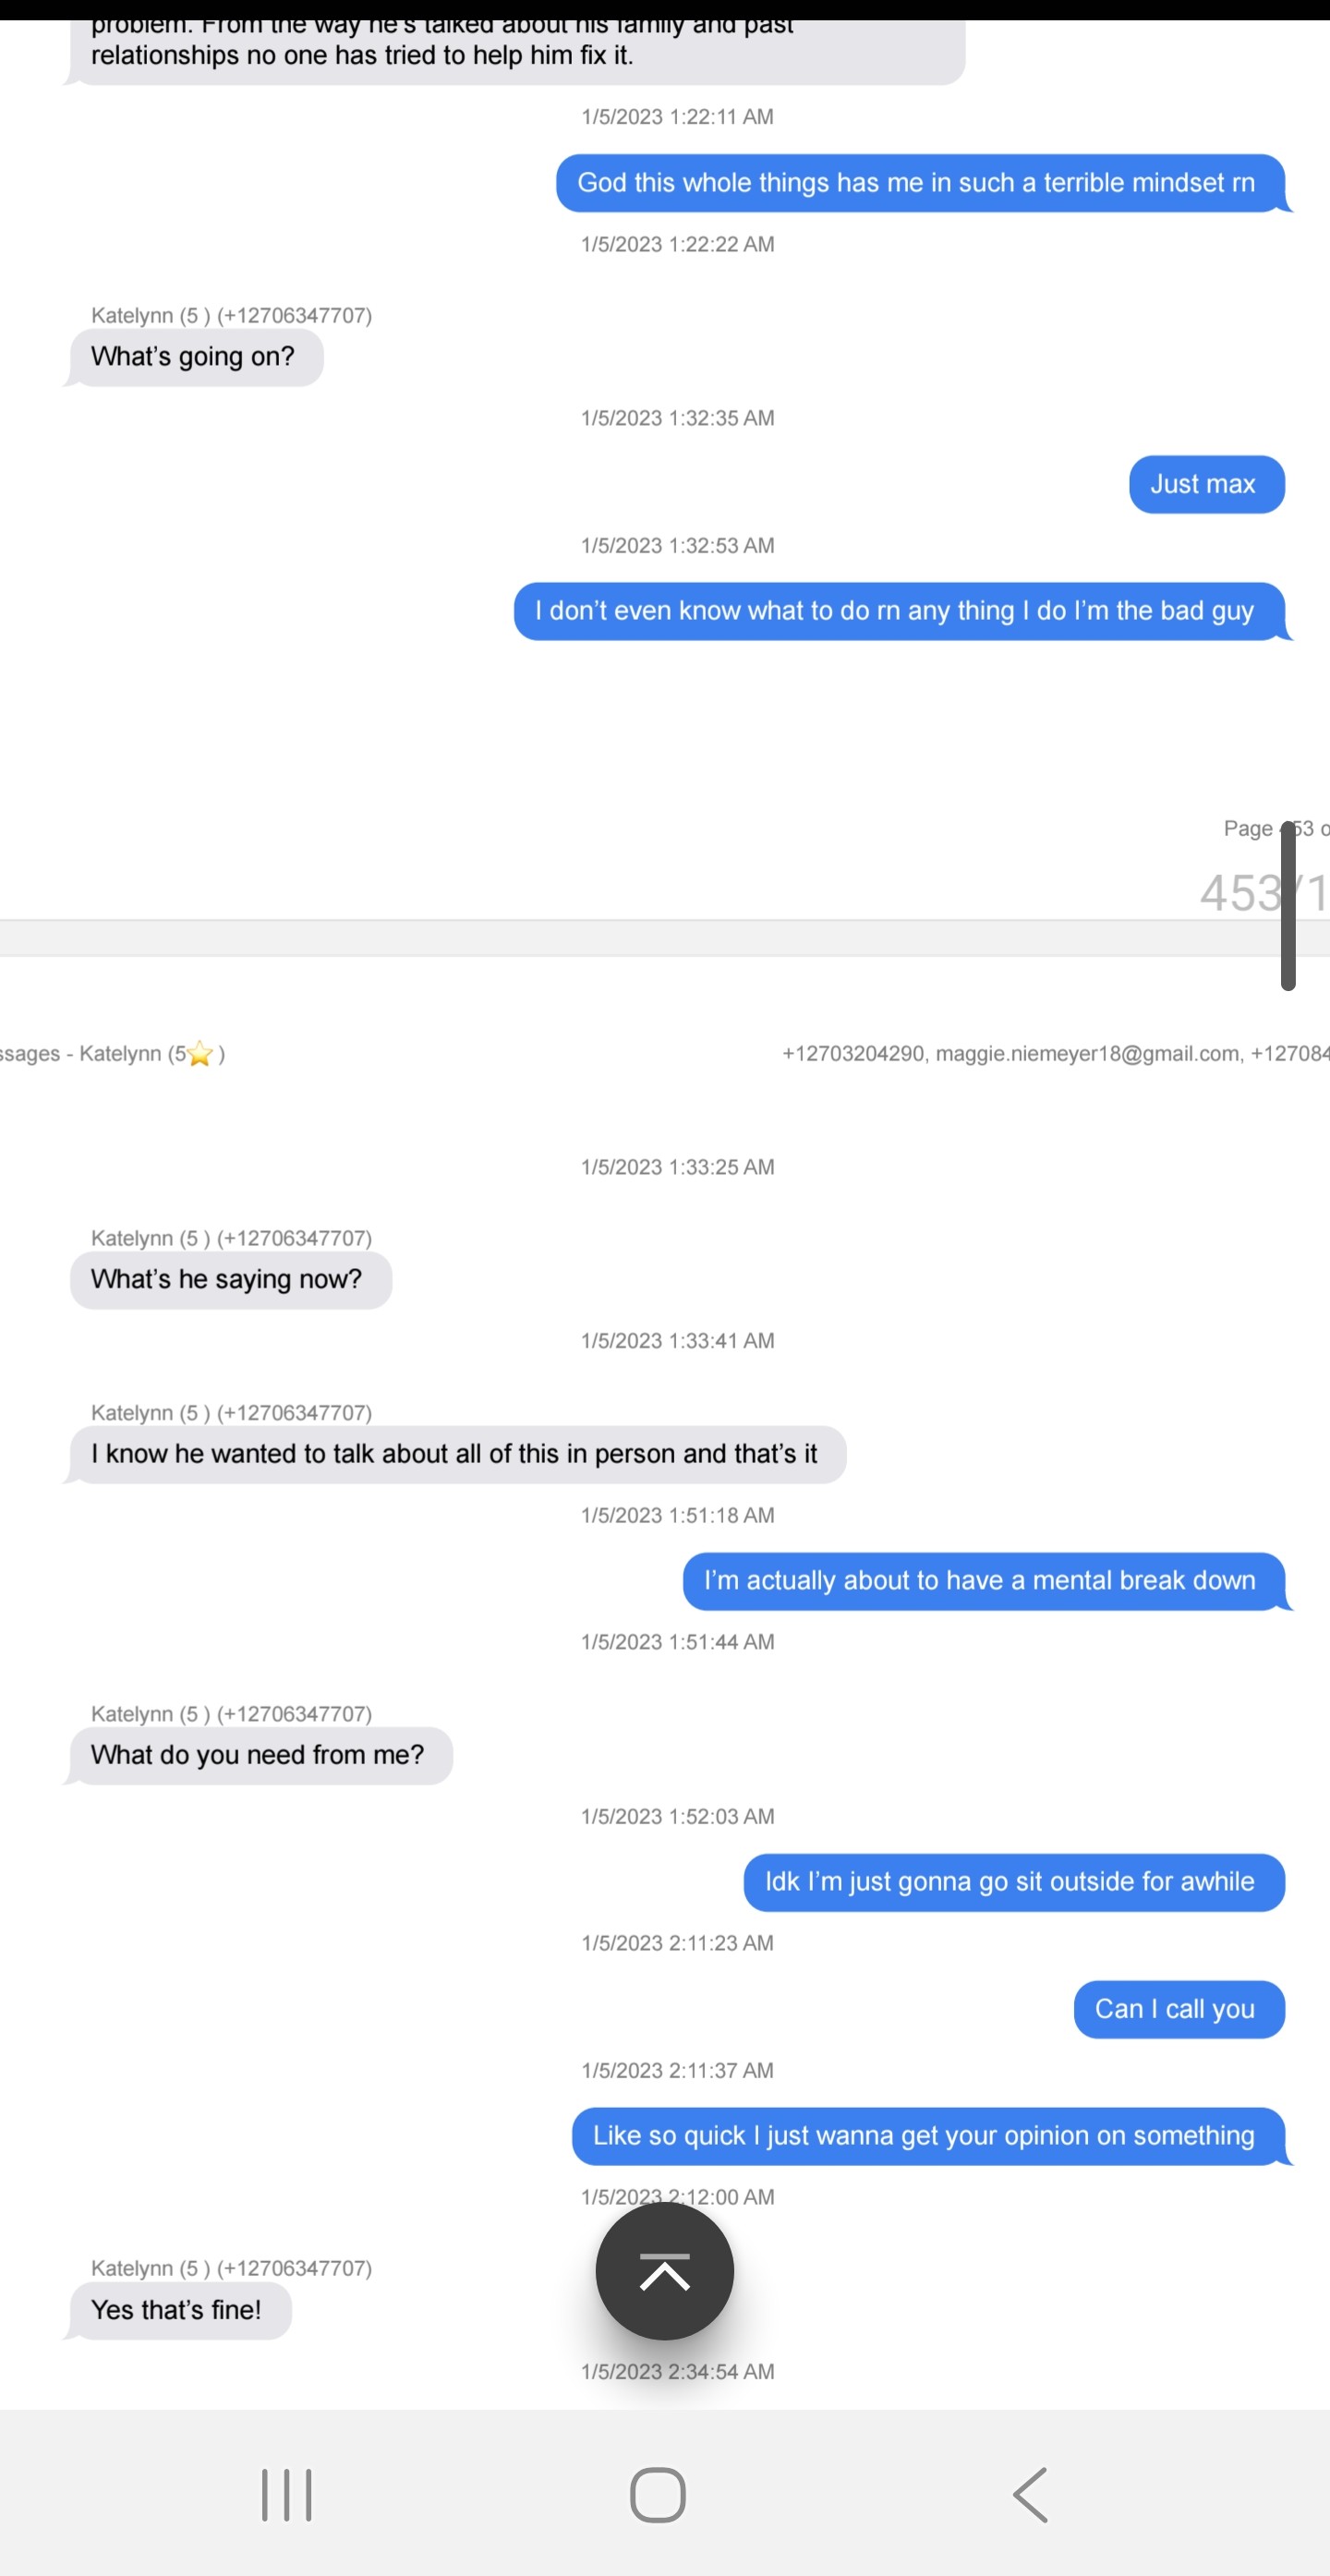 problem. From the way he's talked about his family and past
relationships no one has tried to help him fix it.
1/5/2023 1:22:11 AM
God this whole things has me in such a terrible mindset rn
1/5/2023 1:22:22 AM
Katelynn (5 ) (+12706347707)
What's going on?
1/5/2023 1:32:35 AM
Just max
1/5/2023 1:32:53 AM
I don't even know what to do rn any thing I do I'm the bad guy
Page 453 o
453/1
ssages - Katelynn (5⭐ ) +12703204290, maggie.niemeyer18@gmail.com, +127084
1/5/2023 1:33:25 AM
Katelynn (5 ) (+12706347707)
What's he saying now?
1/5/2023 1:33:41 AM
Katelynn (5 ) (+12706347707)
I know he wanted to talk about all of this in person and that's it
1/5/2023 1:51:18 AM
I'm actually about to have a mental break down
1/5/2023 1:51:44 AM
Katelynn (5 ) (+12706347707)
What do you need from me?
1/5/2023 1:52:03 AM
Idk I'm just gonna go sit outside for awhile
1/5/2023 2:11:23 AM
Can I call you
1/5/2023 2:11:37 AM
Like so quick I just wanna get your opinion on something
1/5/2023 2:12:00 AM
Katelynn (5 ) (+12706347707)
Yes that's fine!
1/5/2023 2:34:54 AM